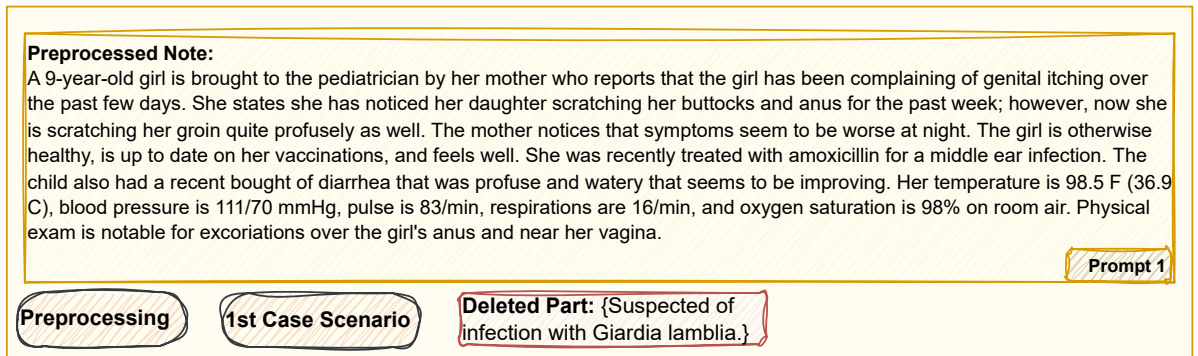 Preprocessed Note:
A 9-year-old girl is brought to the pediatrician by her mother who reports that the girl has been complaining of genital itching over
the past few days. She states she has noticed her daughter scratching her buttocks and anus for the past week; however, now she
is scratching her groin quite profusely as well. The mother notices that symptoms seem to be worse at night. The girl is otherwise
healthy, is up to date on her vaccinations, and feels well. She was recently treated with amoxicillin for a middle ear infection. The
child also had a recent bought of diarrhea that was profuse and watery that seems to be improving. Her temperature is 98.5 F (36.9
C), blood pressure is 111/70 mmHg, pulse is 83/min, respirations are 16/min, and oxygen saturation is 98% on room air. Physical
exam is notable for excoriations over the girl's anus and near her vagina.
Prompt 1
Preprocessing
1st Case Scenario
Deleted Part: {Suspected of
infection with Giardia lamblia.}